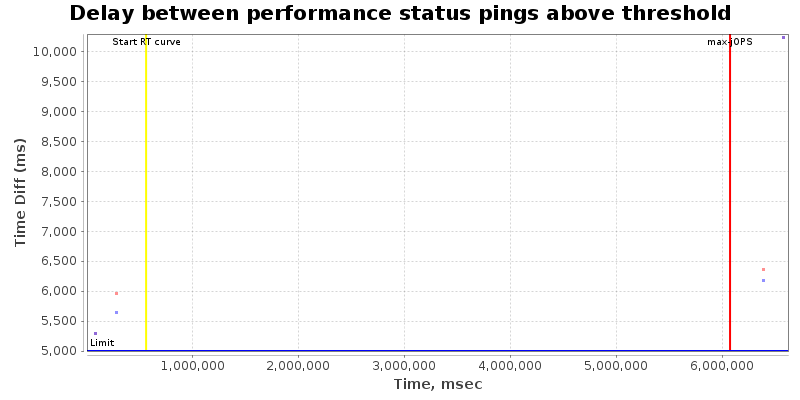 Delay between performance status pings above threshold
Start RT curve
max-jOPS
10,000
9,500
9,000
8,500
8,000
7,500
7,000
6,500
6,000
5,500
5,000
Time Diff (ms)
Limit
1,000,000
2,000,000
3,000,000
4,000,000
5,000,000
6,000,000
Time, msec